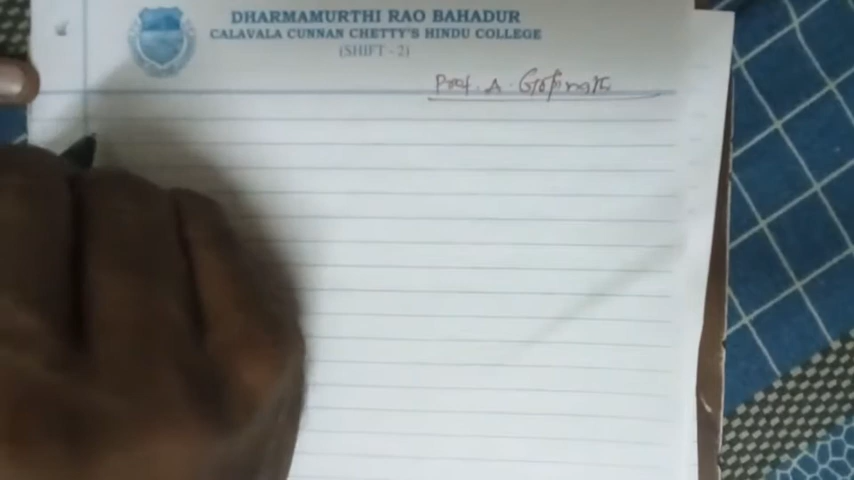 DHARMAMURTHI RAO BAHADUR
CALAVALA CUNNAN CHETTY'S HINDU COLLEGE
(SHIFT - 2)
Prof. A. Gopinath